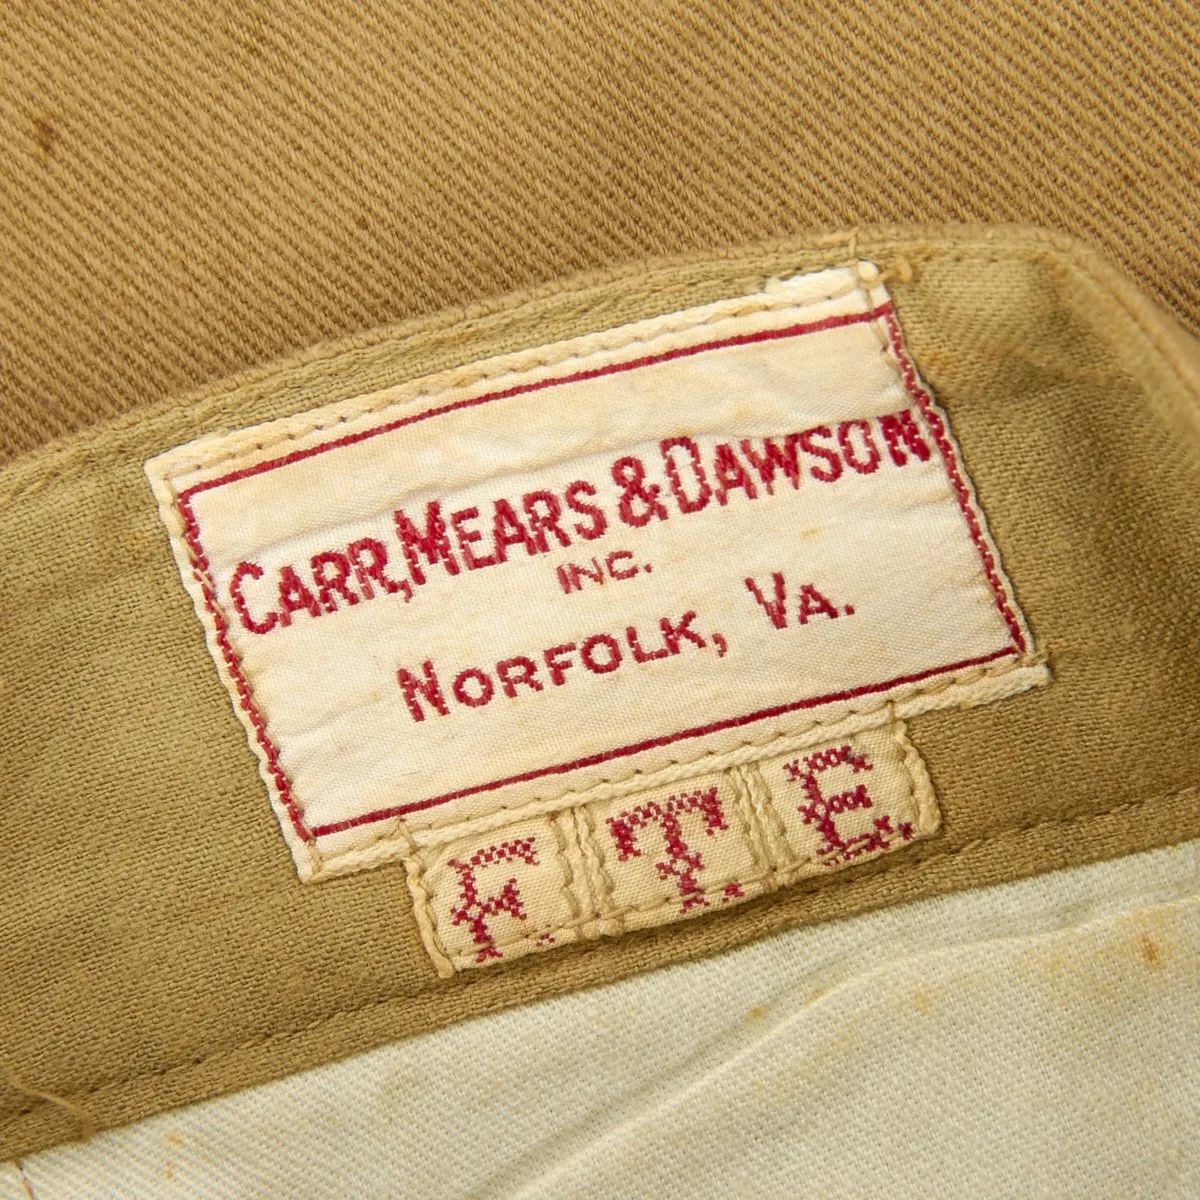 CARR, MEARS & DAWSON
INC.
NORFOLK, VA.
F. T. E.